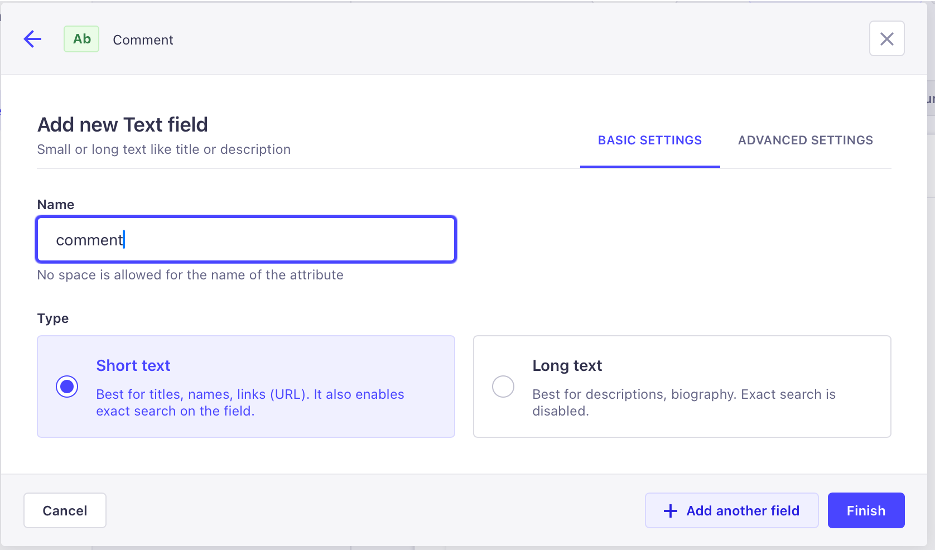 Ab Comment
Add new Text field
Small or long text like title or description
BASIC SETTINGS ADVANCED SETTINGS
Name
comment
No space is allowed for the name of the attribute
Type
Short text
Best for titles, names, links (URL). It also enables
exact search on the field.
Long text
Best for descriptions, biography. Exact search is
disabled.
Cancel
Add another field
Finish